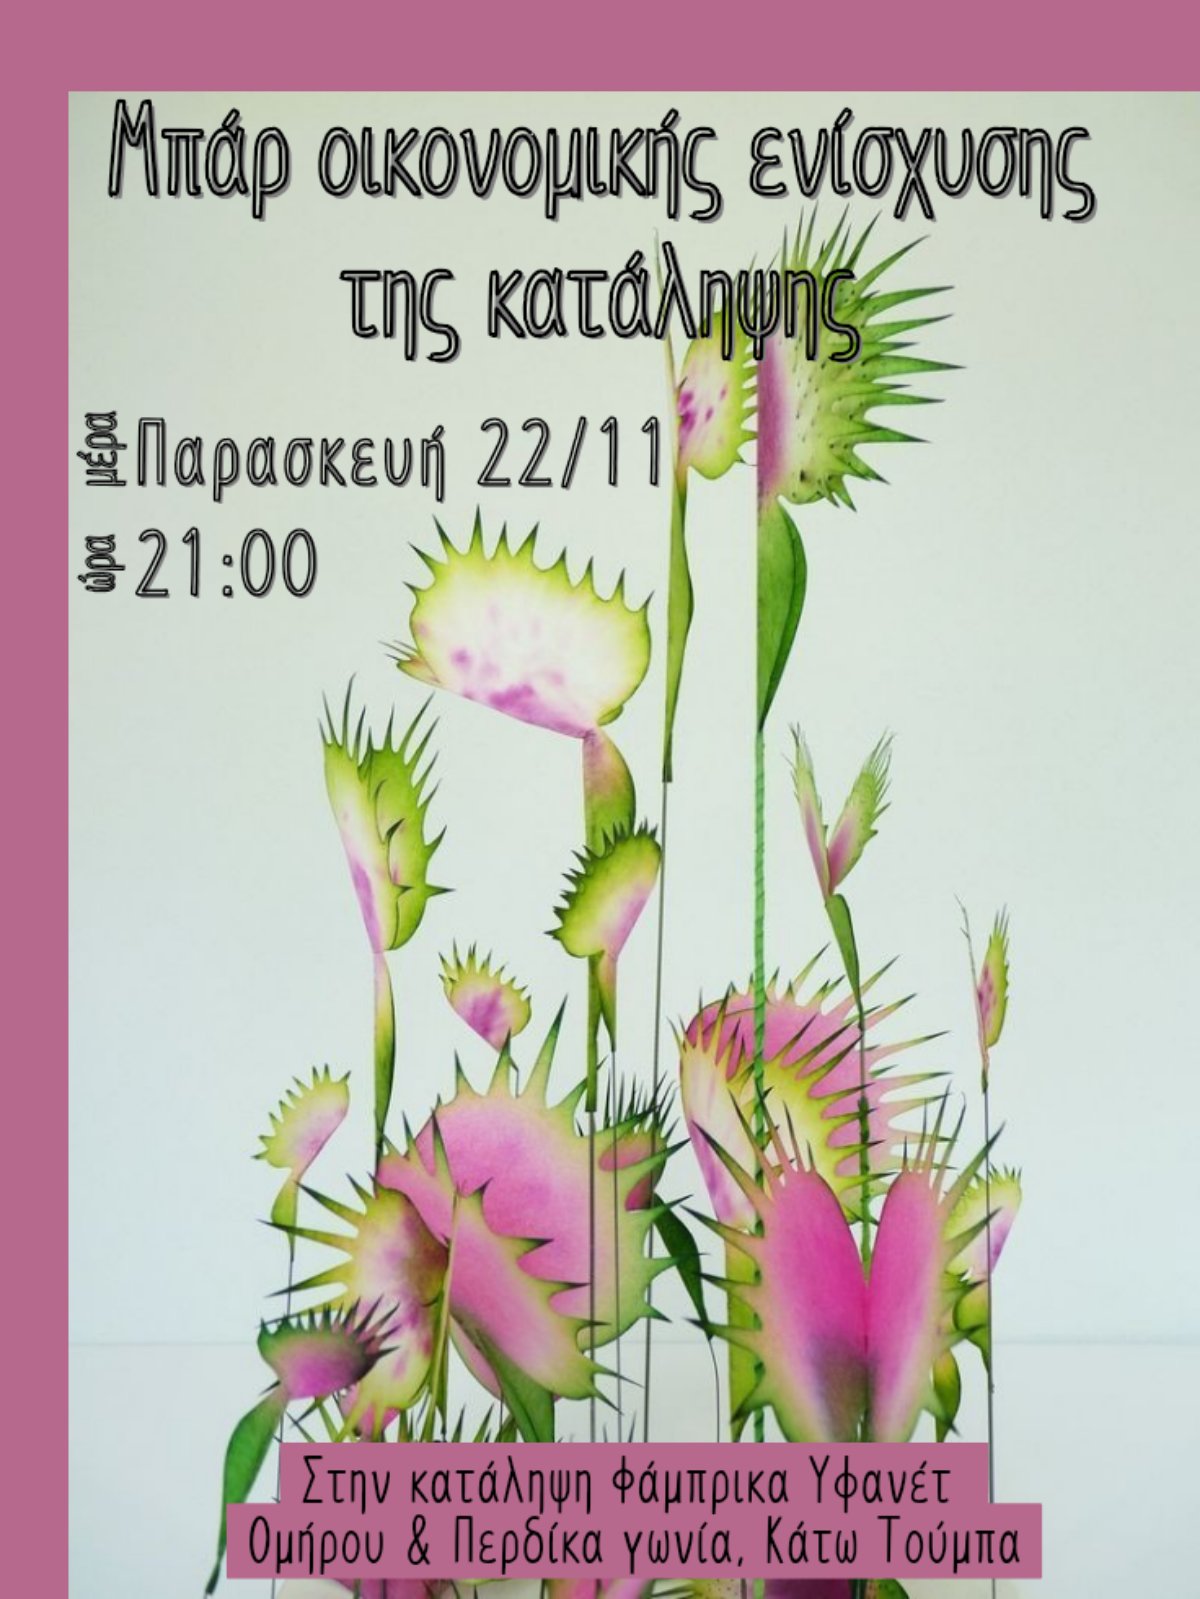 Μπάρ οικονομικής ενίσχυσης
της κατάληψης
μέρα Παρασκευή 22/11
ώρα 21:00
Στην κατάληψη Φάμπρικα Υφανέτ
Ομήρου & Περδίκα γωνία, Κάτω Τούμπα